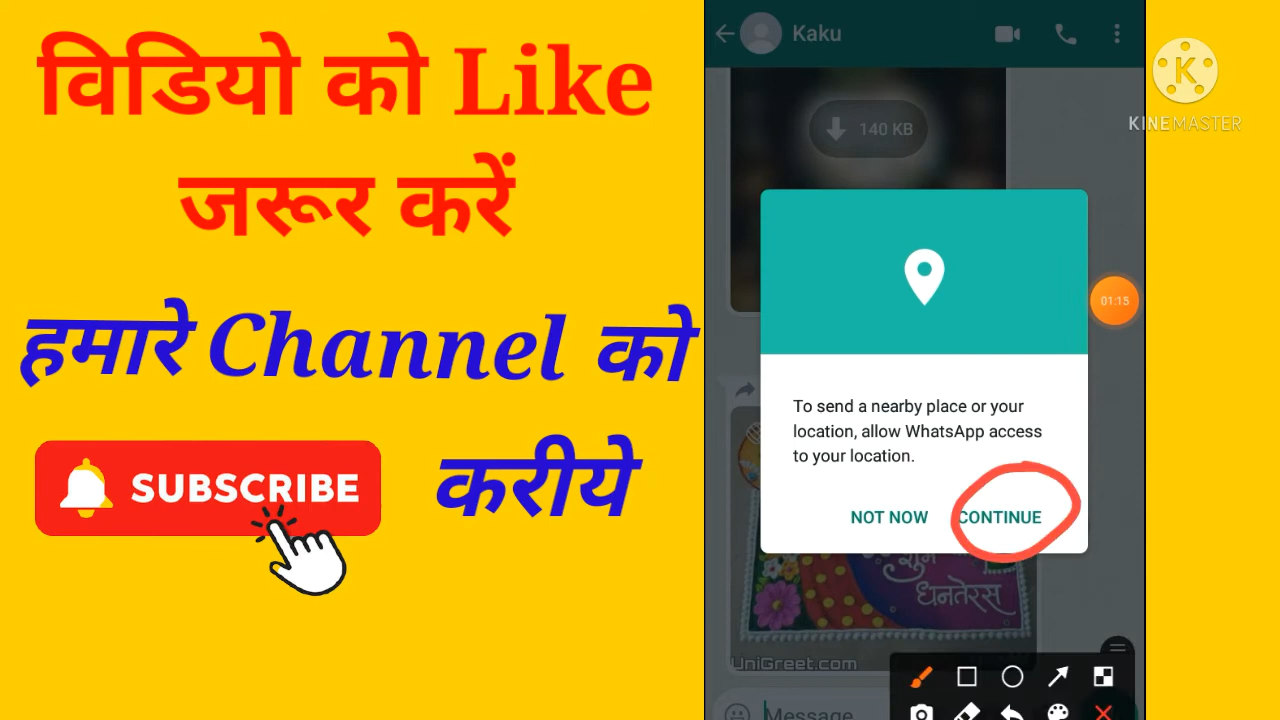 विडियो को Like
जरूर करें
हमारे Channel को
SUBSCRIBE करीये
Kaku
140 KB
KINEMASTER
01:15
To send a nearby place or your
location, allow WhatsApp access
to your location.
NOT NOW CONTINUE
शुभ
धनतेरस
UniGreet.com
Message